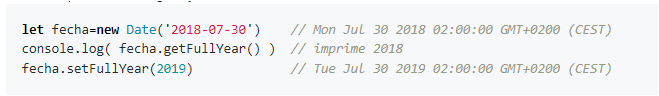 let fecha=new Date('2018-07-30')    // Mon Jul 30 2018 02:00:00 GMT+0200 (CEST)
console.log( fecha.getFullYear() )  // imprime 2018
fecha.setFullYear(2019)             // Tue Jul 30 2019 02:00:00 GMT+0200 (CEST)